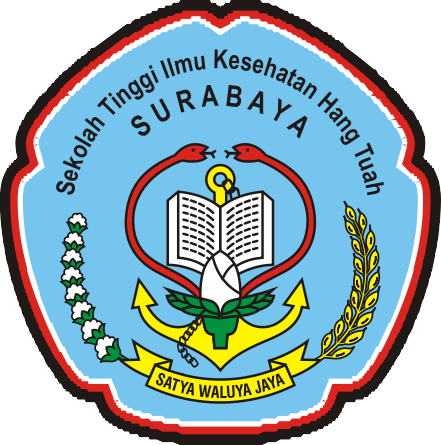 Sekolah Tinggi Ilmu Kesehatan Hang Tuah
SURABAYA
SATYA WALUYA JAYA